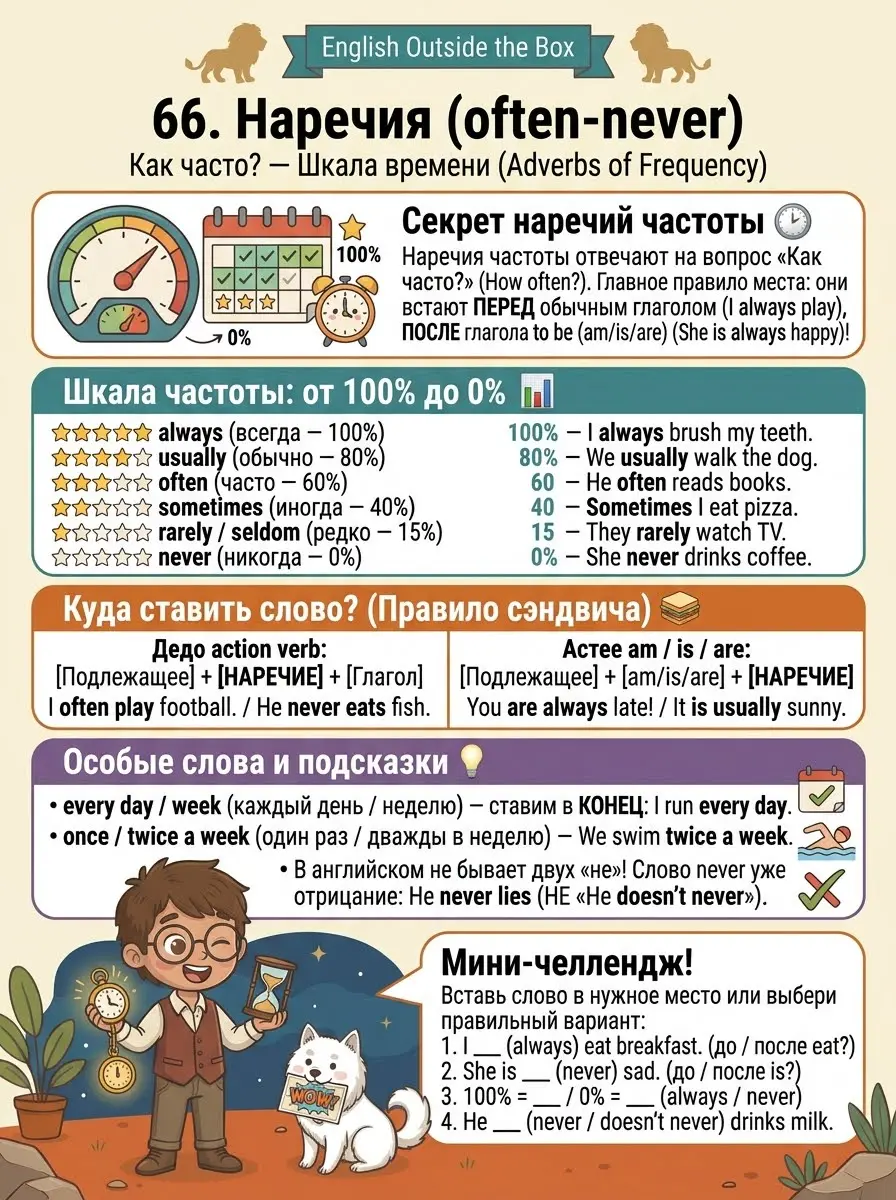 English Outside the Box
66. Наречия (often-never)
Как часто? — Шкала времени (Adverbs of Frequency)
100%
0%
Секрет наречий частоты
Наречия частоты отвечают на вопрос «Как
часто?» (How often?). Главное правило места: они
встают ПЕРЕД обычным глаголом (I always play),
ПОСЛЕ глагола to be (am/is/are) (She is always happy)!
Шкала частоты: от 100% до 0%
always (всегда — 100%)
usually (обычно — 80%)
often (часто — 60%)
sometimes (иногда — 40%)
rarely / seldom (редко — 15%)
never (никогда — 0%)
100% — I always brush my teeth.
80% — We usually walk the dog.
60 — He often reads books.
40 — Sometimes I eat pizza.
15 — They rarely watch TV.
0% — She never drinks coffee.
Куда ставить слово? (Правило сэндвича)
Дедо action verb:
[Подлежащее] + [НАРЕЧИЕ] + [Глагол]
I often play football. / He never eats fish.
Астее am / is / are:
[Подлежащее] + [am/is/are] + [НАРЕЧИЕ]
You are always late! / It is usually sunny.
Особые слова и подсказки
• every day / week (каждый день / неделю) — ставим в КОНЕЦ: I run every day.
• once / twice a week (один раз / дважды в неделю) — We swim twice a week.
• В английском не бывает двух «не»! Слово never уже
отрицание: He never lies (НЕ «He doesn't never»).
WOW!
Мини-челлендж!
Вставь слово в нужное место или выбери
правильный вариант:
1. I ___ (always) eat breakfast. (до / после eat?)
2. She is ___ (never) sad. (до / после is?)
3. 100% = ___ / 0% = ___ (always / never)
4. He ___ (never / doesn't never) drinks milk.